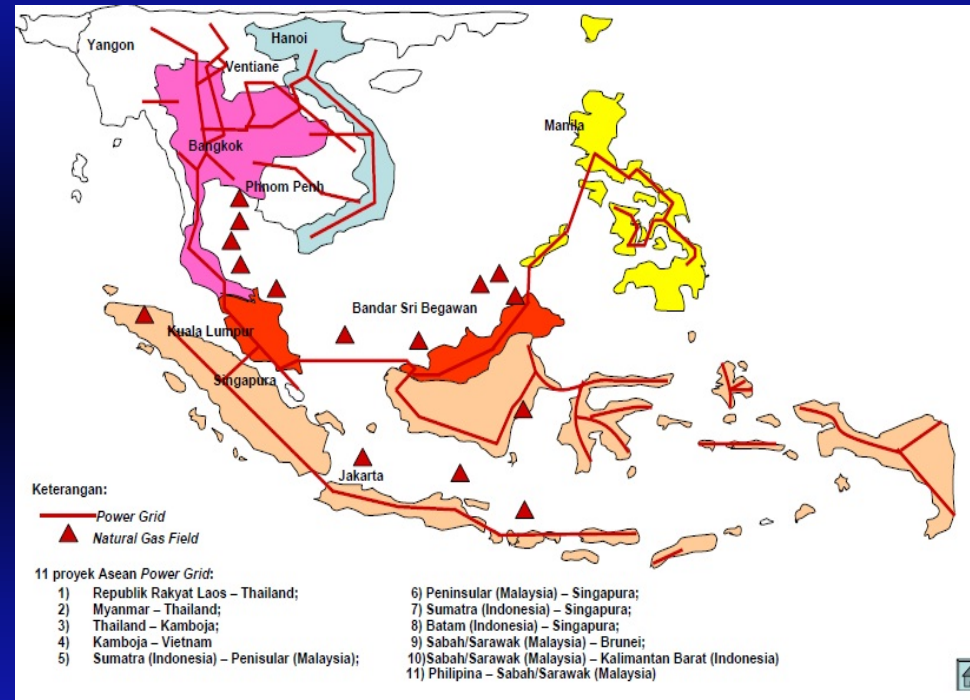 Yangon
Hanoi
Ventiane
Manila
Bangkok
Phnom Penh
Bandar Sri Begawan
Kuala Lumpur
Singapura
Jakarta
Keterangan:
Power Grid
Natural Gas Field
11 proyek Asean Power Grid:
1) Republik Rakyat Laos – Thailand;
2) Myanmar – Thailand;
3) Thailand – Kamboja;
4) Kamboja – Vietnam
5) Sumatra (Indonesia) – Penisular (Malaysia);
6) Peninsular (Malaysia) – Singapura;
7) Sumatra (Indonesia) – Singapura;
8) Batam (Indonesia) – Singapura;
9) Sabah/Sarawak (Malaysia) – Brunei;
10)Sabah/Sarawak (Malaysia) – Kalimantan Barat (Indonesia)
11) Philipina – Sabah/Sarawak (Malaysia)